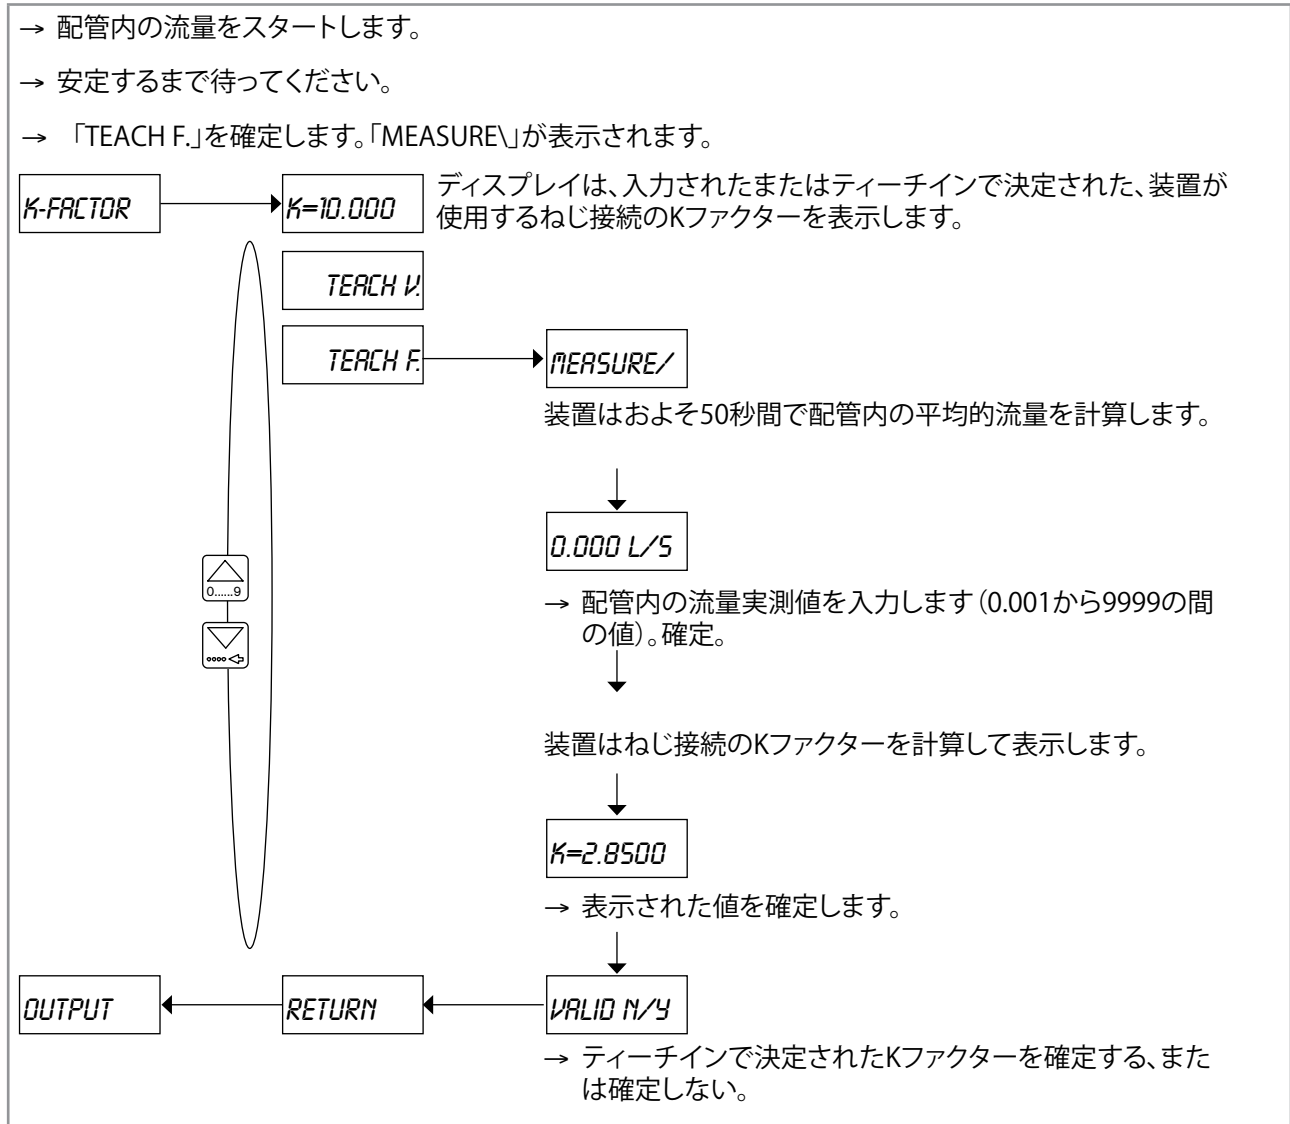 → 配管内の流量をスタートします。
→ 安定するまで待ってください。
→ 「TEACH F.」を確定します。「MEASURE\」が表示されます。
K-FACTOR
K=10.000
ディスプレイは、入力されたまたはティーチインで決定された、装置が
使用するねじ接続のKファクターを表示します。
TEACH V.
TEACH F.
MEASURE/
装置はおよそ50秒間で配管内の平均的流量を計算します。
0.000 L/S
0......9
→ 配管内の流量実測値を入力します（0.001から9999の間
の値）。確定。
装置はねじ接続のKファクターを計算して表示します。
K=2.8500
→ 表示された値を確定します。
OUTPUT
RETURN
VALID N/Y
→ ティーチインで決定されたKファクターを確定する、また
は確定しない。